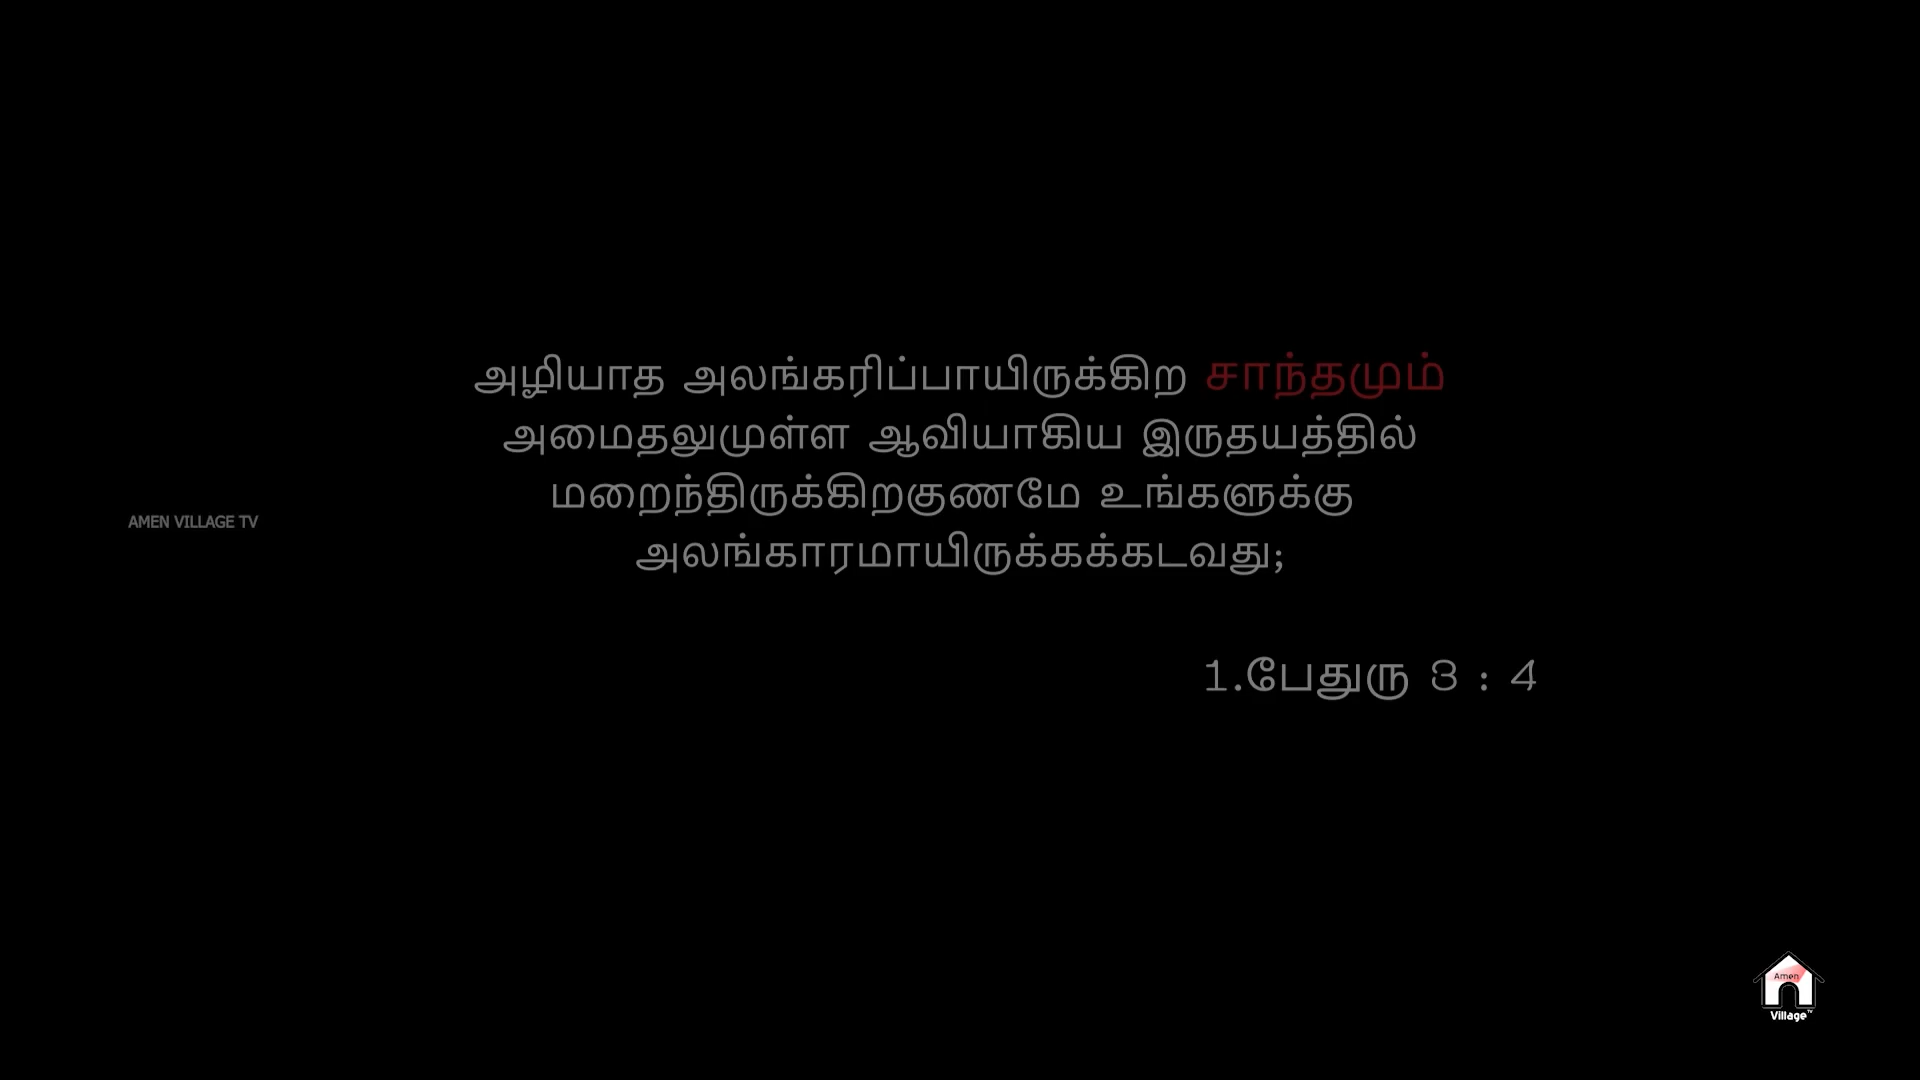 அழியாத அலங்கரிப்பாயிருக்கிற சாந்தமும்
அமைதலுமுள்ள ஆவியாகிய இருதயத்தில்
மறைந்திருக்கிறகுணமே உங்களுக்கு
அலங்காரமாயிருக்கக்கடவது;
AMEN VILLAGE TV
1.பேதுரு 3 : 4
Amen
Village TV